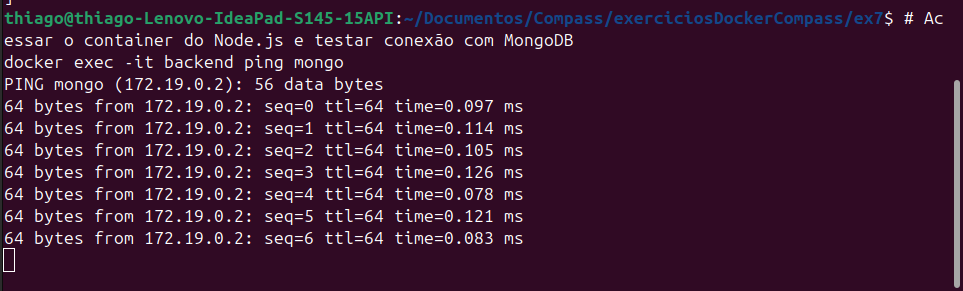 ]
thiago@thiago-Lenovo-IdeaPad-S145-15API:~/Documentos/Compass/exerciciosDockerCompass/ex7$ # Ac
essar o container do Node.js e testar conexão com MongoDB
docker exec -it backend ping mongo
PING mongo (172.19.0.2): 56 data bytes
64 bytes from 172.19.0.2: seq=0 ttl=64 time=0.097 ms
64 bytes from 172.19.0.2: seq=1 ttl=64 time=0.114 ms
64 bytes from 172.19.0.2: seq=2 ttl=64 time=0.105 ms
64 bytes from 172.19.0.2: seq=3 ttl=64 time=0.126 ms
64 bytes from 172.19.0.2: seq=4 ttl=64 time=0.078 ms
64 bytes from 172.19.0.2: seq=5 ttl=64 time=0.121 ms
64 bytes from 172.19.0.2: seq=6 ttl=64 time=0.083 ms